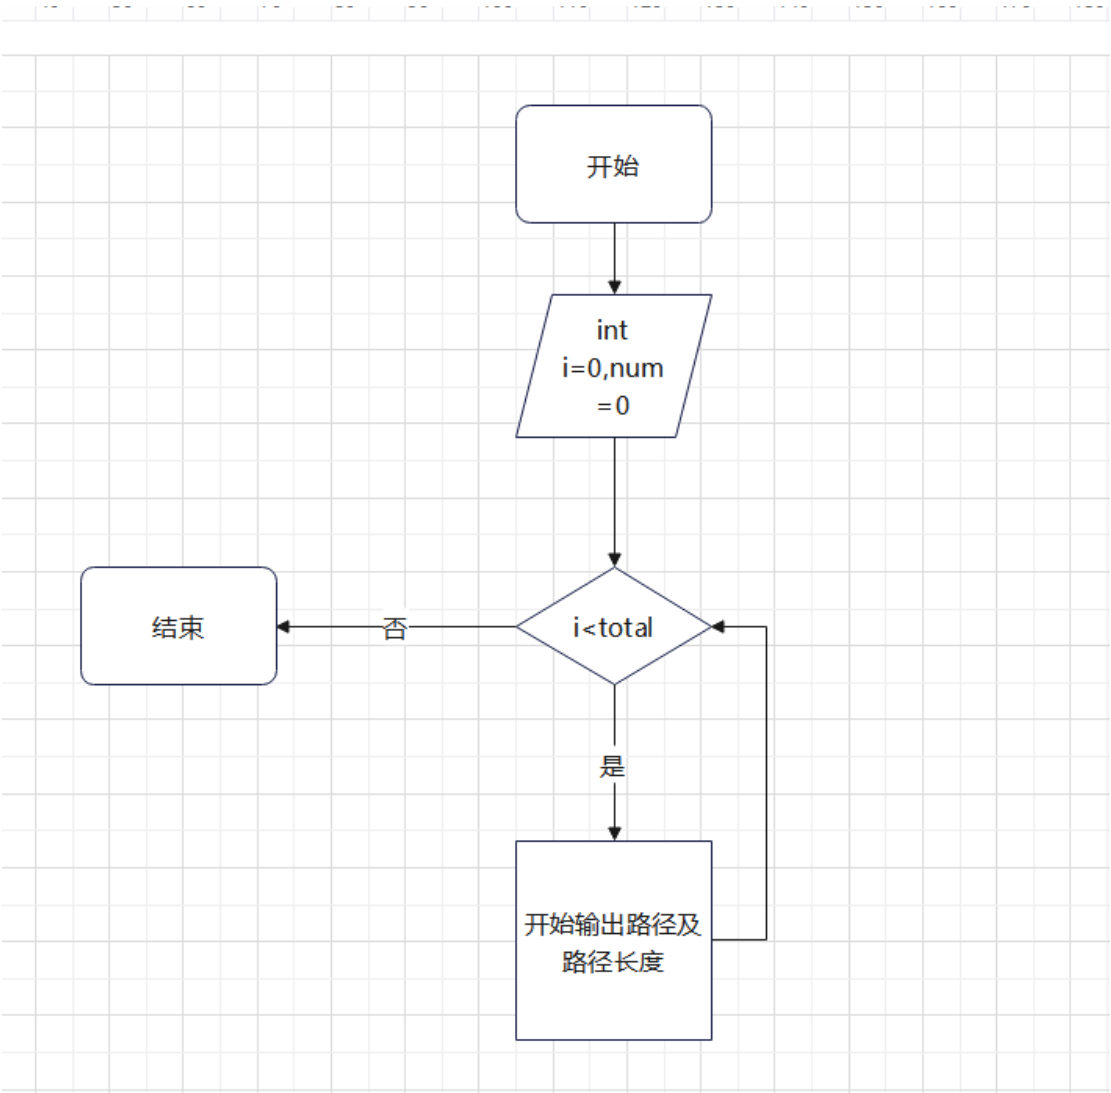 开始
int
i=0,num
=0
结束
否
i<total
是
开始输出路径及
路径长度